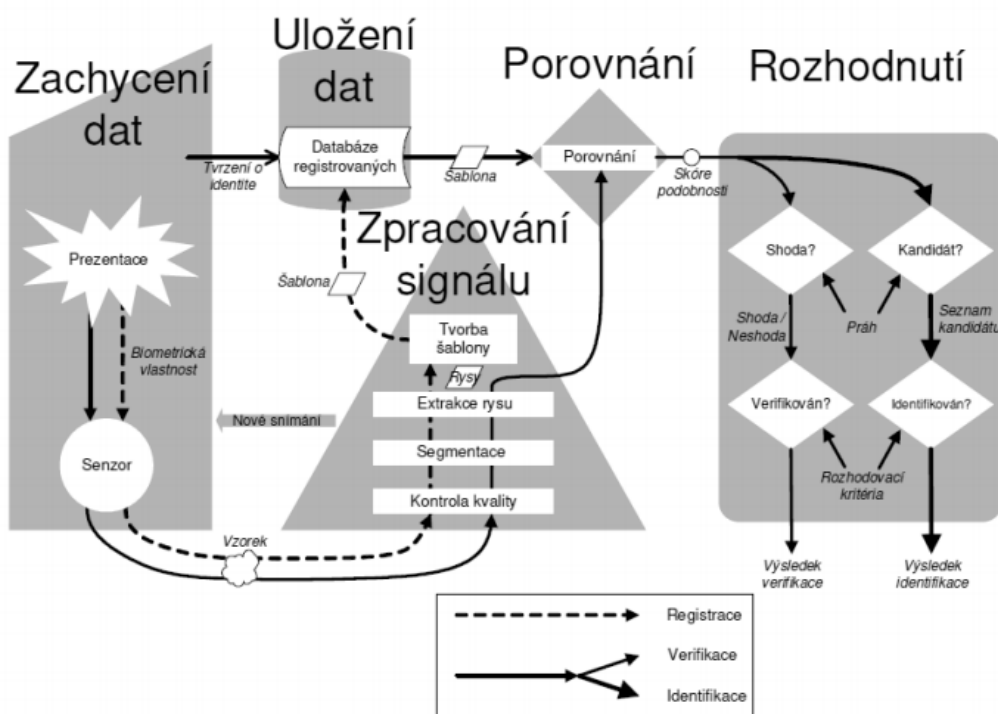 Zachycení
dat
Uložení
dat
Porovnání
Rozhodnutí
Tvrzení o
identite
Databáze
registrovaných
Šablona
Porovnání
Skóre
podobnosti
Prezentace
Biometrická
vlastnost
Senzor
Zpracování
signálu
Šablona
Tvorba
šablony
Rysy
Extrakce rysu
Segmentace
Kontrola kvality
Nové snímání
Vzorek
Shoda?
Kandidát?
Shoda /
Neshoda
Práh
Seznam
kandidátu
Verifikován?
Identifikován?
Rozhodovací
kritéria
Výsledek
verifikace
Výsledek
identifikace
Registrace
Verifikace
Identifikace